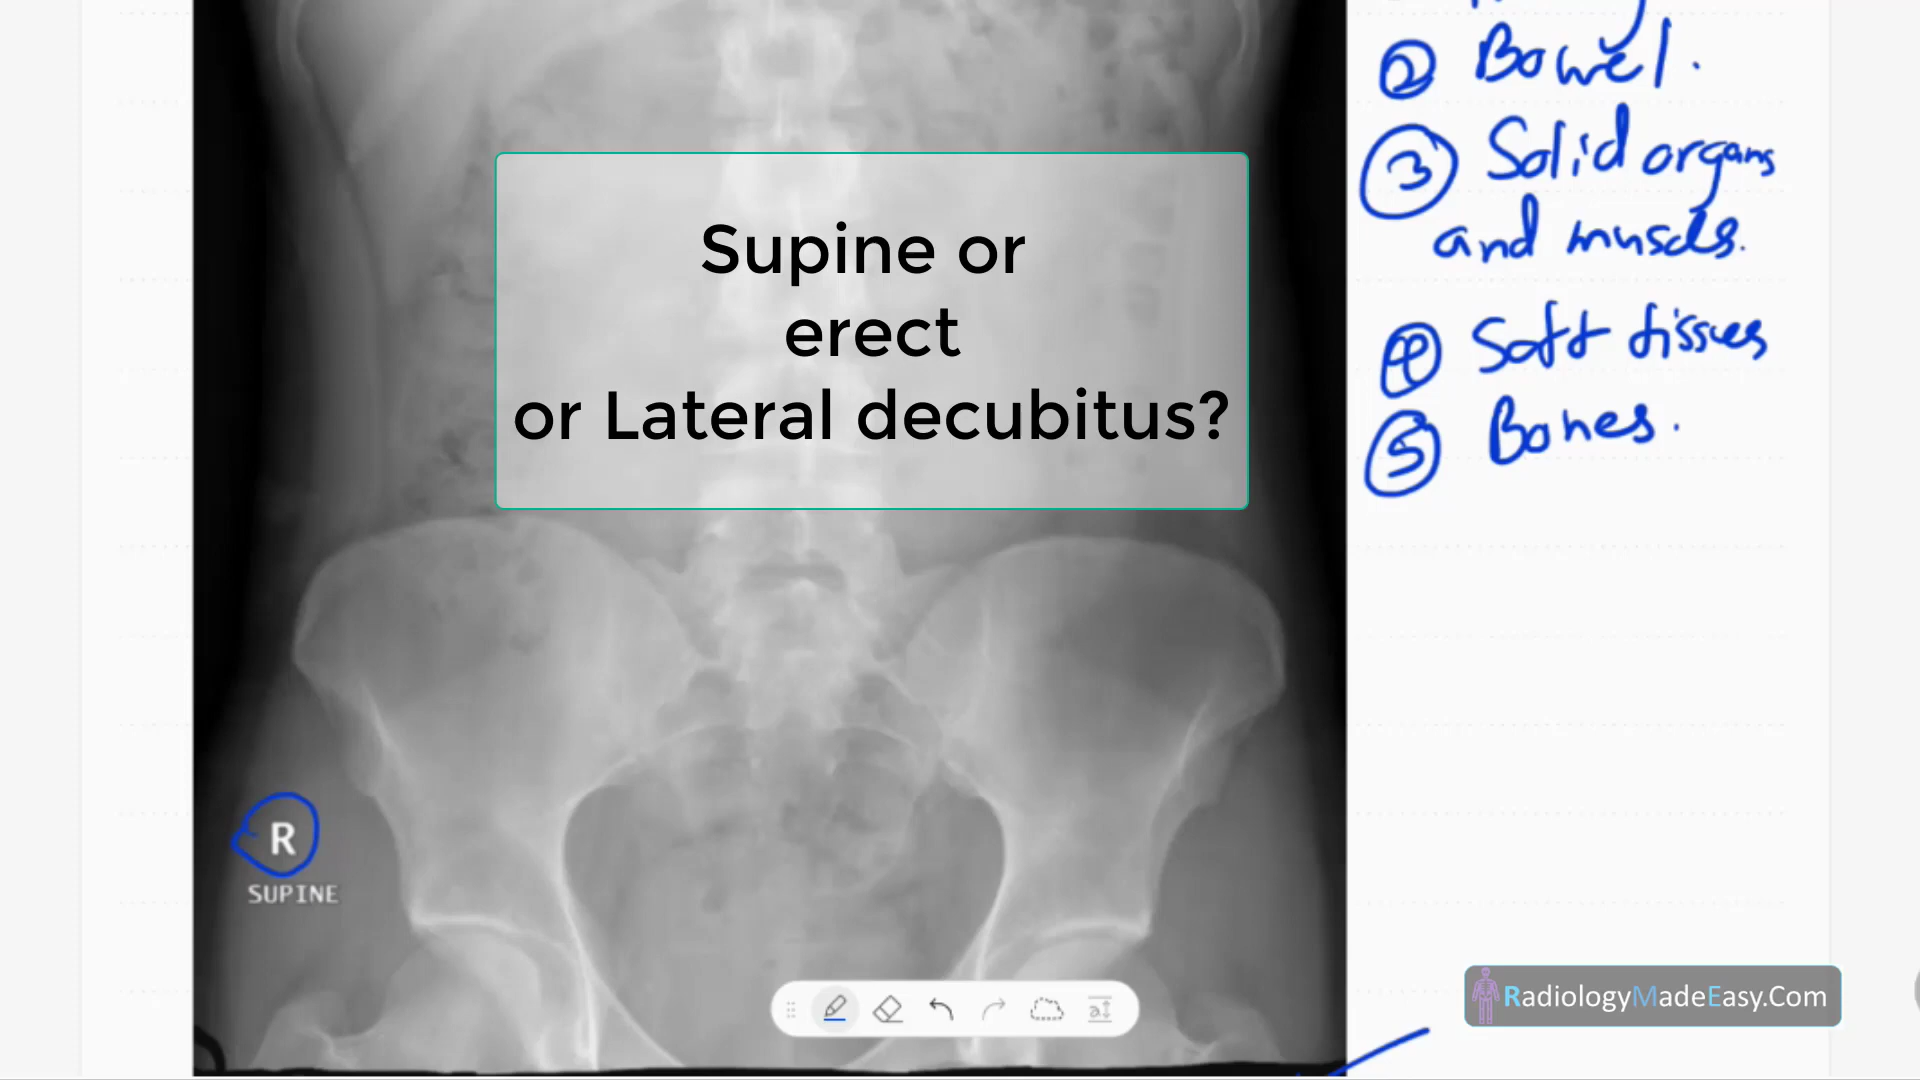 ② Bowel.
③ Solid organs
and muscles.
④ Soft tissues
⑤ Bones.
Supine or
erect
or Lateral decubitus?
R
SUPINE
RadiologyMadeEasy.Com